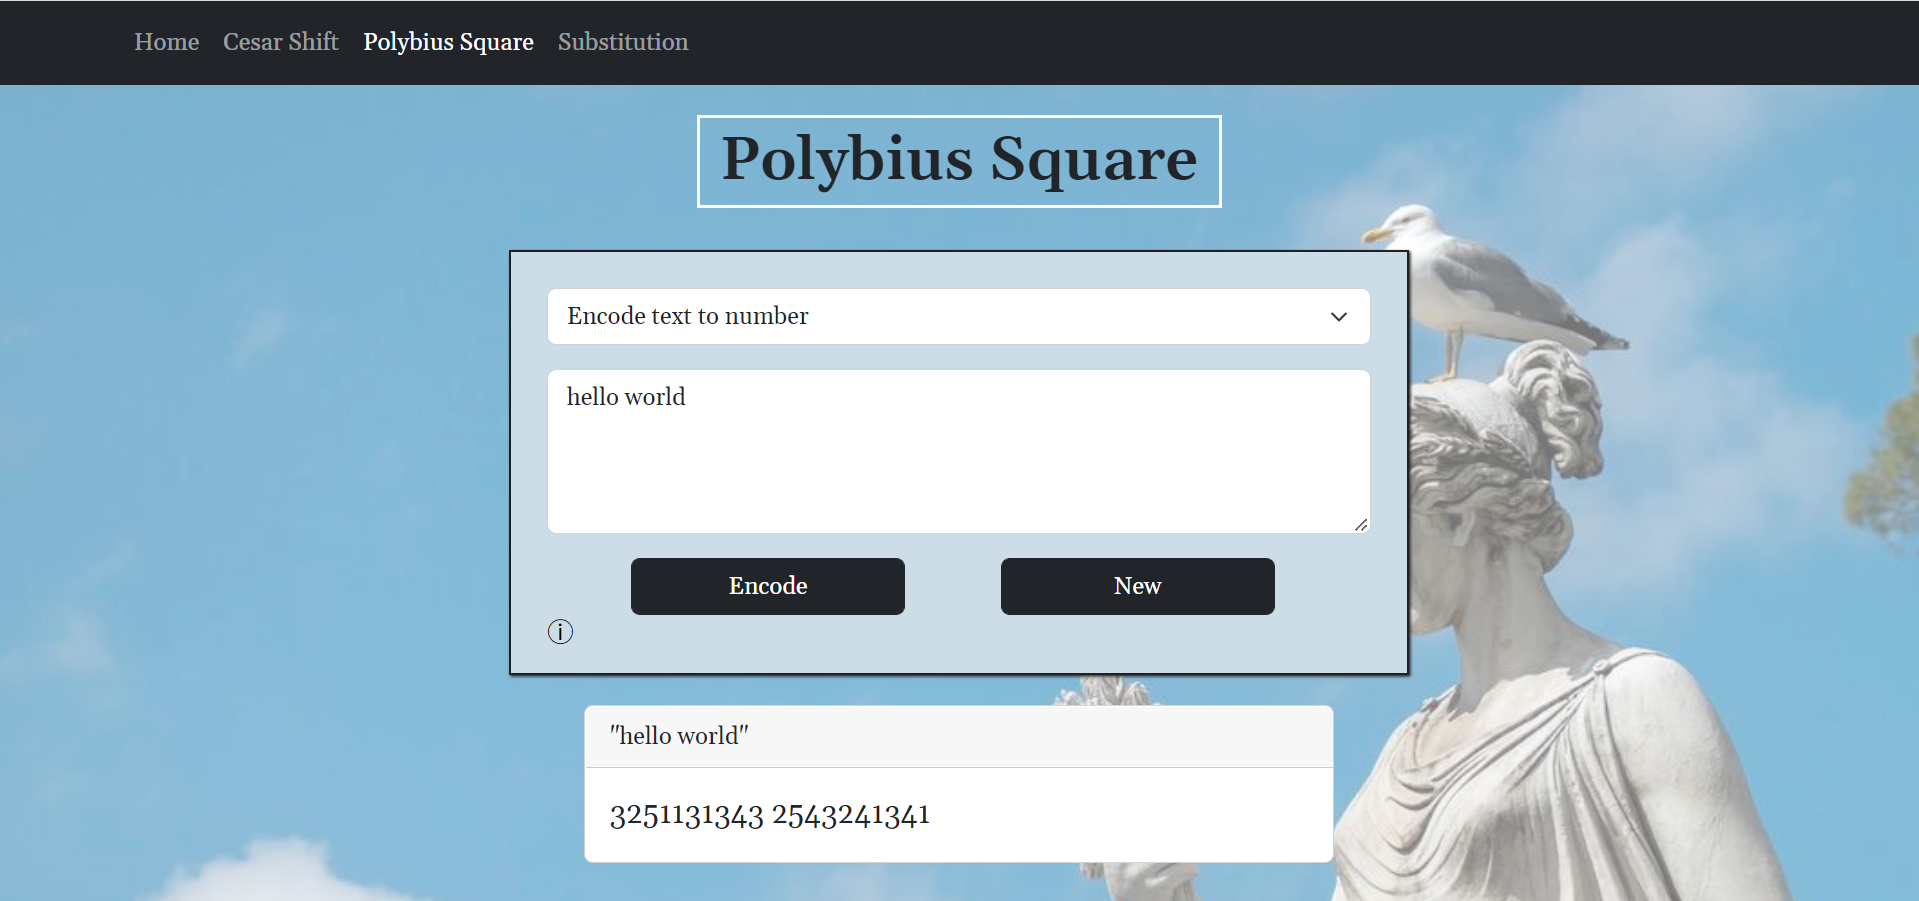 Home Cesar Shift Polybius Square Substitution
Polybius Square
Encode text to number
hello world
Encode New
i
"hello world"
3251131343 2543241341